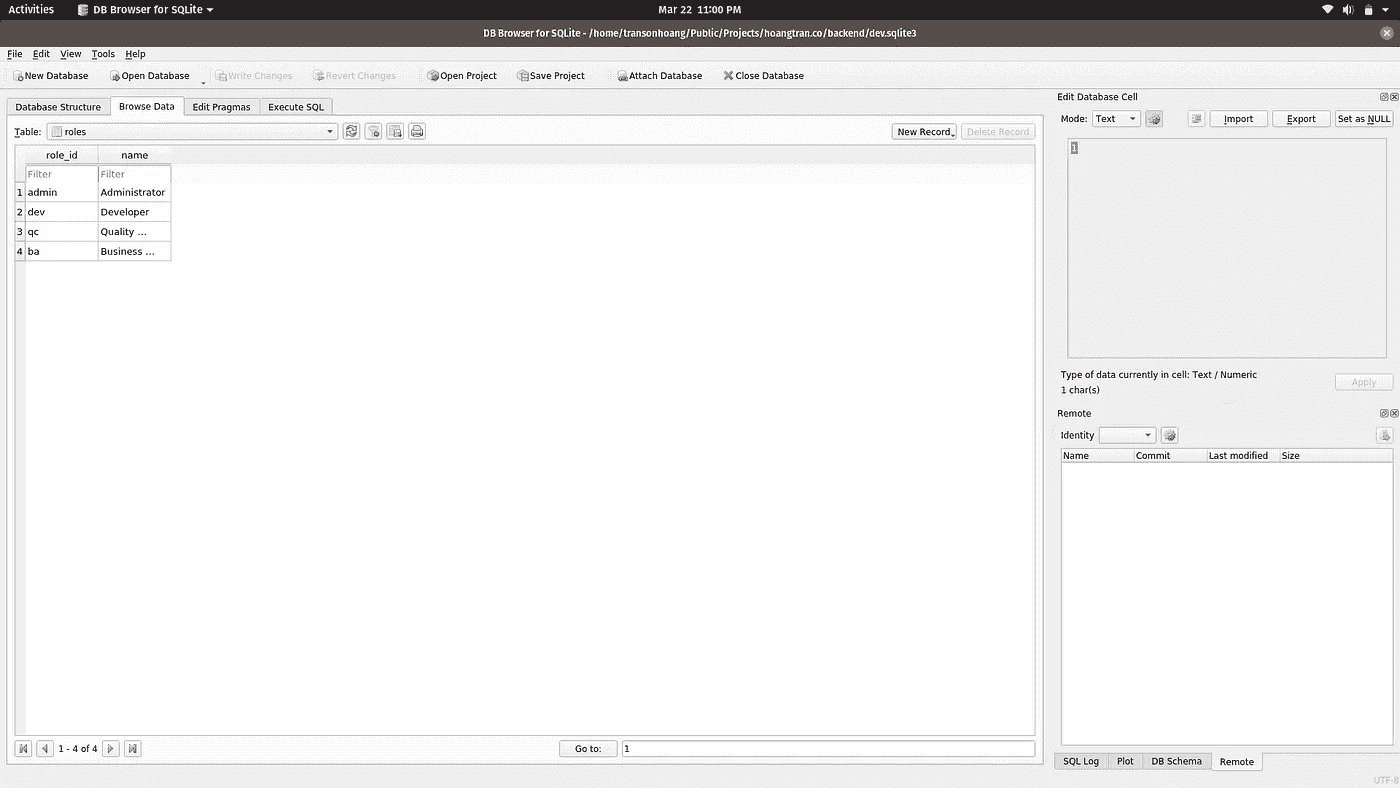 Activities DB Browser for SQLite Mar 22 11:00 PM
DB Browser for SQLite - /home/transonhoang/Public/Projects/hoangtran.co/backend/dev.sqlite3
File Edit View Tools Help
New Database Open Database Write Changes Revert Changes Open Project Save Project Attach Database Close Database
Database Structure Browse Data Edit Pragmas Execute SQL
Table: roles New Record Delete Record
role_id name
Filter Filter
1 admin Administrator
2 dev Developer
3 qc Quality ...
4 ba Business ...
1 - 4 of 4 Go to: 1
Edit Database Cell
Mode: Text Import Export Set as NULL
1
Type of data currently in cell: Text / Numeric
1 char(s) Apply
Remote
Identity
Name Commit Last modified Size
SQL Log Plot DB Schema Remote
UTF-8